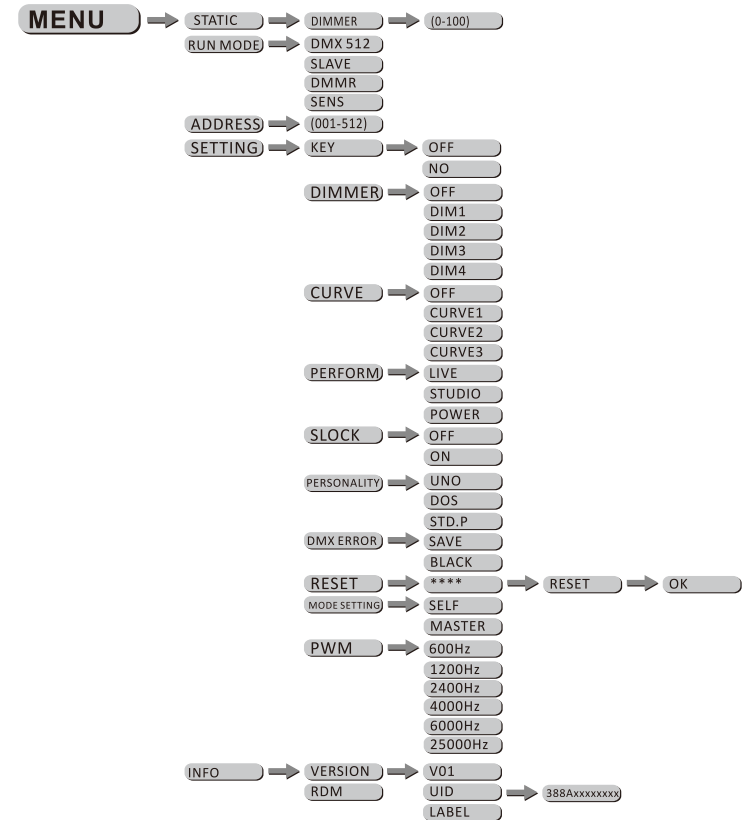 MENU STATIC DIMMER (0-100)
RUN MODE DMX 512
SLAVE
DMMR
SENS
ADDRESS (001-512)
SETTING KEY OFF
NO
DIMMER OFF
DIM1
DIM2
DIM3
DIM4
CURVE OFF
CURVE1
CURVE2
CURVE3
PERFORM LIVE
STUDIO
POWER
SLOCK OFF
ON
PERSONALITY UNO
DOS
STD.P
DMX ERROR SAVE
BLACK
RESET **** RESET OK
MODE SETTING SELF
MASTER
PWM 600Hz
1200Hz
2400Hz
4000Hz
6000Hz
25000Hz
INFO VERSION V01
RDM UID 388Axxxxxxxx
LABEL